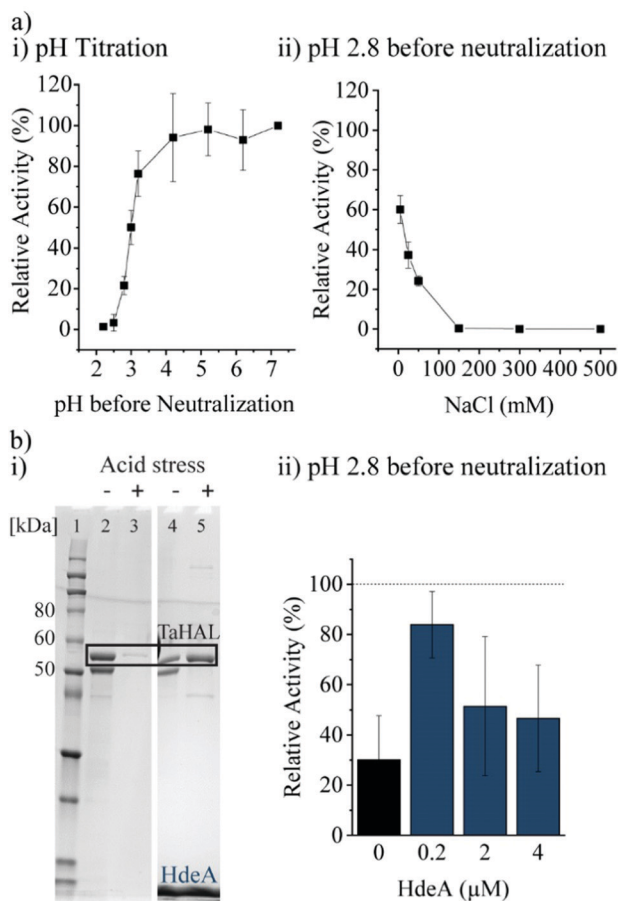 a)
i) pH Titration
ii) pH 2.8 before neutralization
Relative Activity (%)
120
100
80
60
40
20
0
2 3 4 5 6 7
pH before Neutralization
Relative Activity (%)
120
100
80
60
40
20
0
0 100 200 300 400 500
NaCl (mM)
b)
i)
Acid stress
- + - +
[kDa] 1 2 3 4 5
80
60
50
TaHAL
HdeA
ii) pH 2.8 before neutralization
Relative Activity (%)
100
80
60
40
20
0
0 0.2 2 4
HdeA (µM)